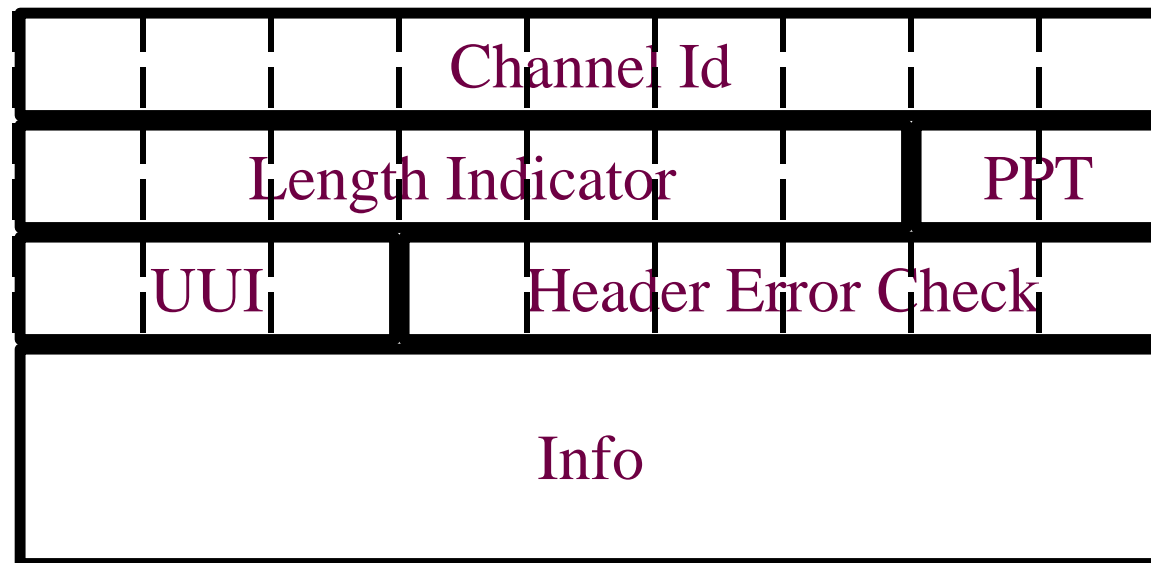 Channel Id
Length Indicator PPT
UUI Header Error Check
Info